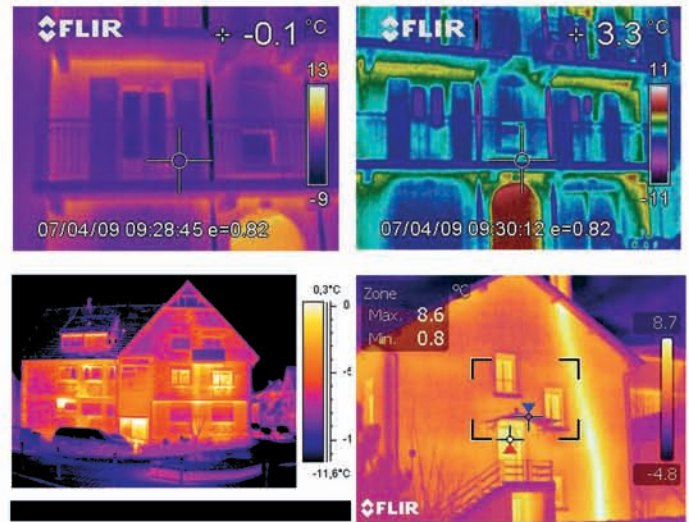 FLIR -0.1 °C
13
-9
07/04/09 09:28:45 e=0.82
FLIR 3.3 °C
11
-11
07/04/09 09:30:12 e=0.82
0,3°C
0
-5
-1
-11,6°C
Zone °C
Max. 8.6
Min. 0.8
8.7
-4.8
FLIR